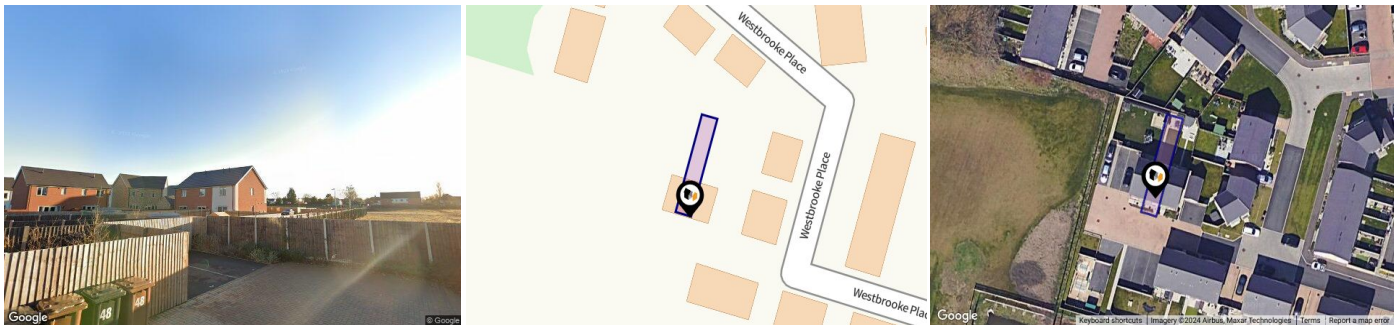 48
48
Google
© Google
Westbrooke Place
Westbrooke Place
Westbrooke Plac
Google
Keyboard shortcuts
Imagery ©2024 Airbus, Maxar Technologies
Terms
Report a map error